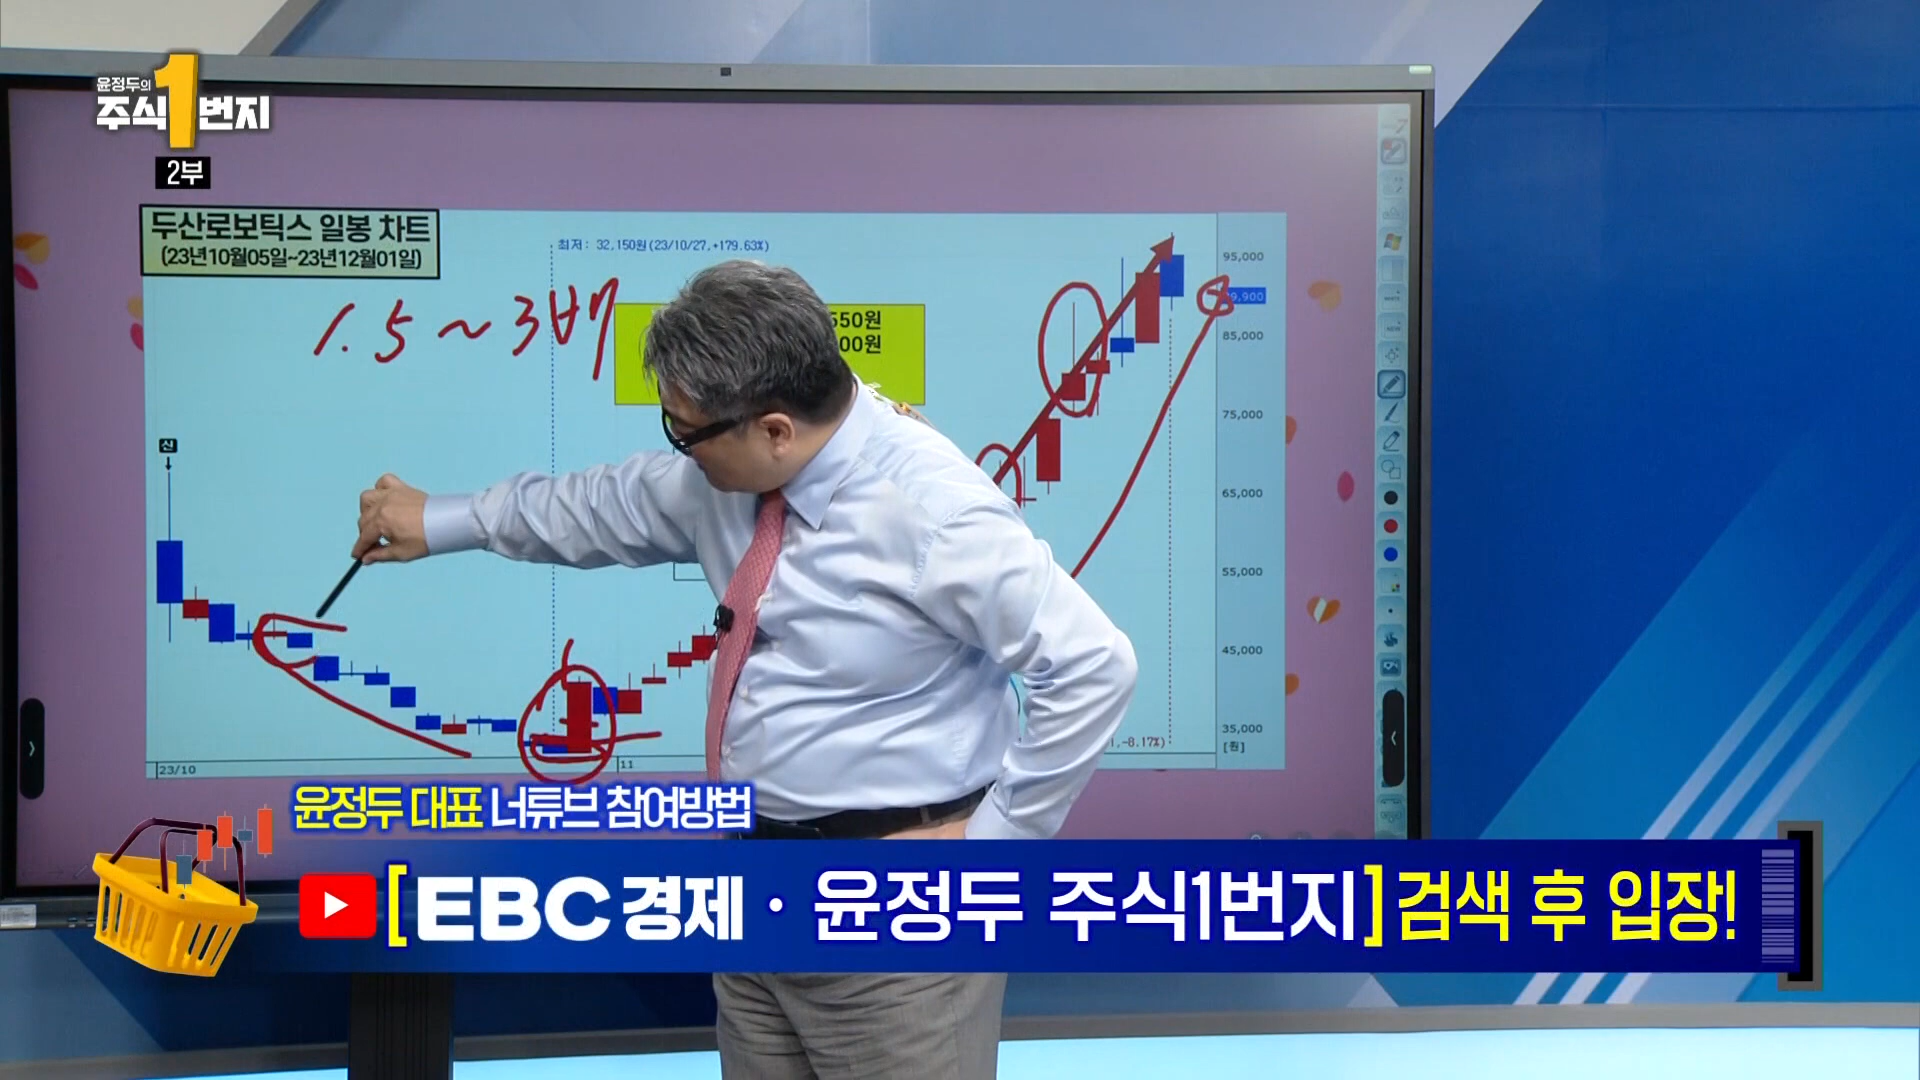 윤정두의
주식1번지
2부
두산로보틱스 일봉 차트
(23년10월05일~23년12월01일)
최저: 32,150원(23/10/27,+179.63%)
1.5~3배
550원
00원
신
95,000
9,900
85,000
75,000
65,000
55,000
45,000
35,000
[원]
1,-8.17%)
23/10
11
윤정두 대표 너튜브 참여방법
[EBC 경제 · 윤정두 주식1번지] 검색 후 입장!